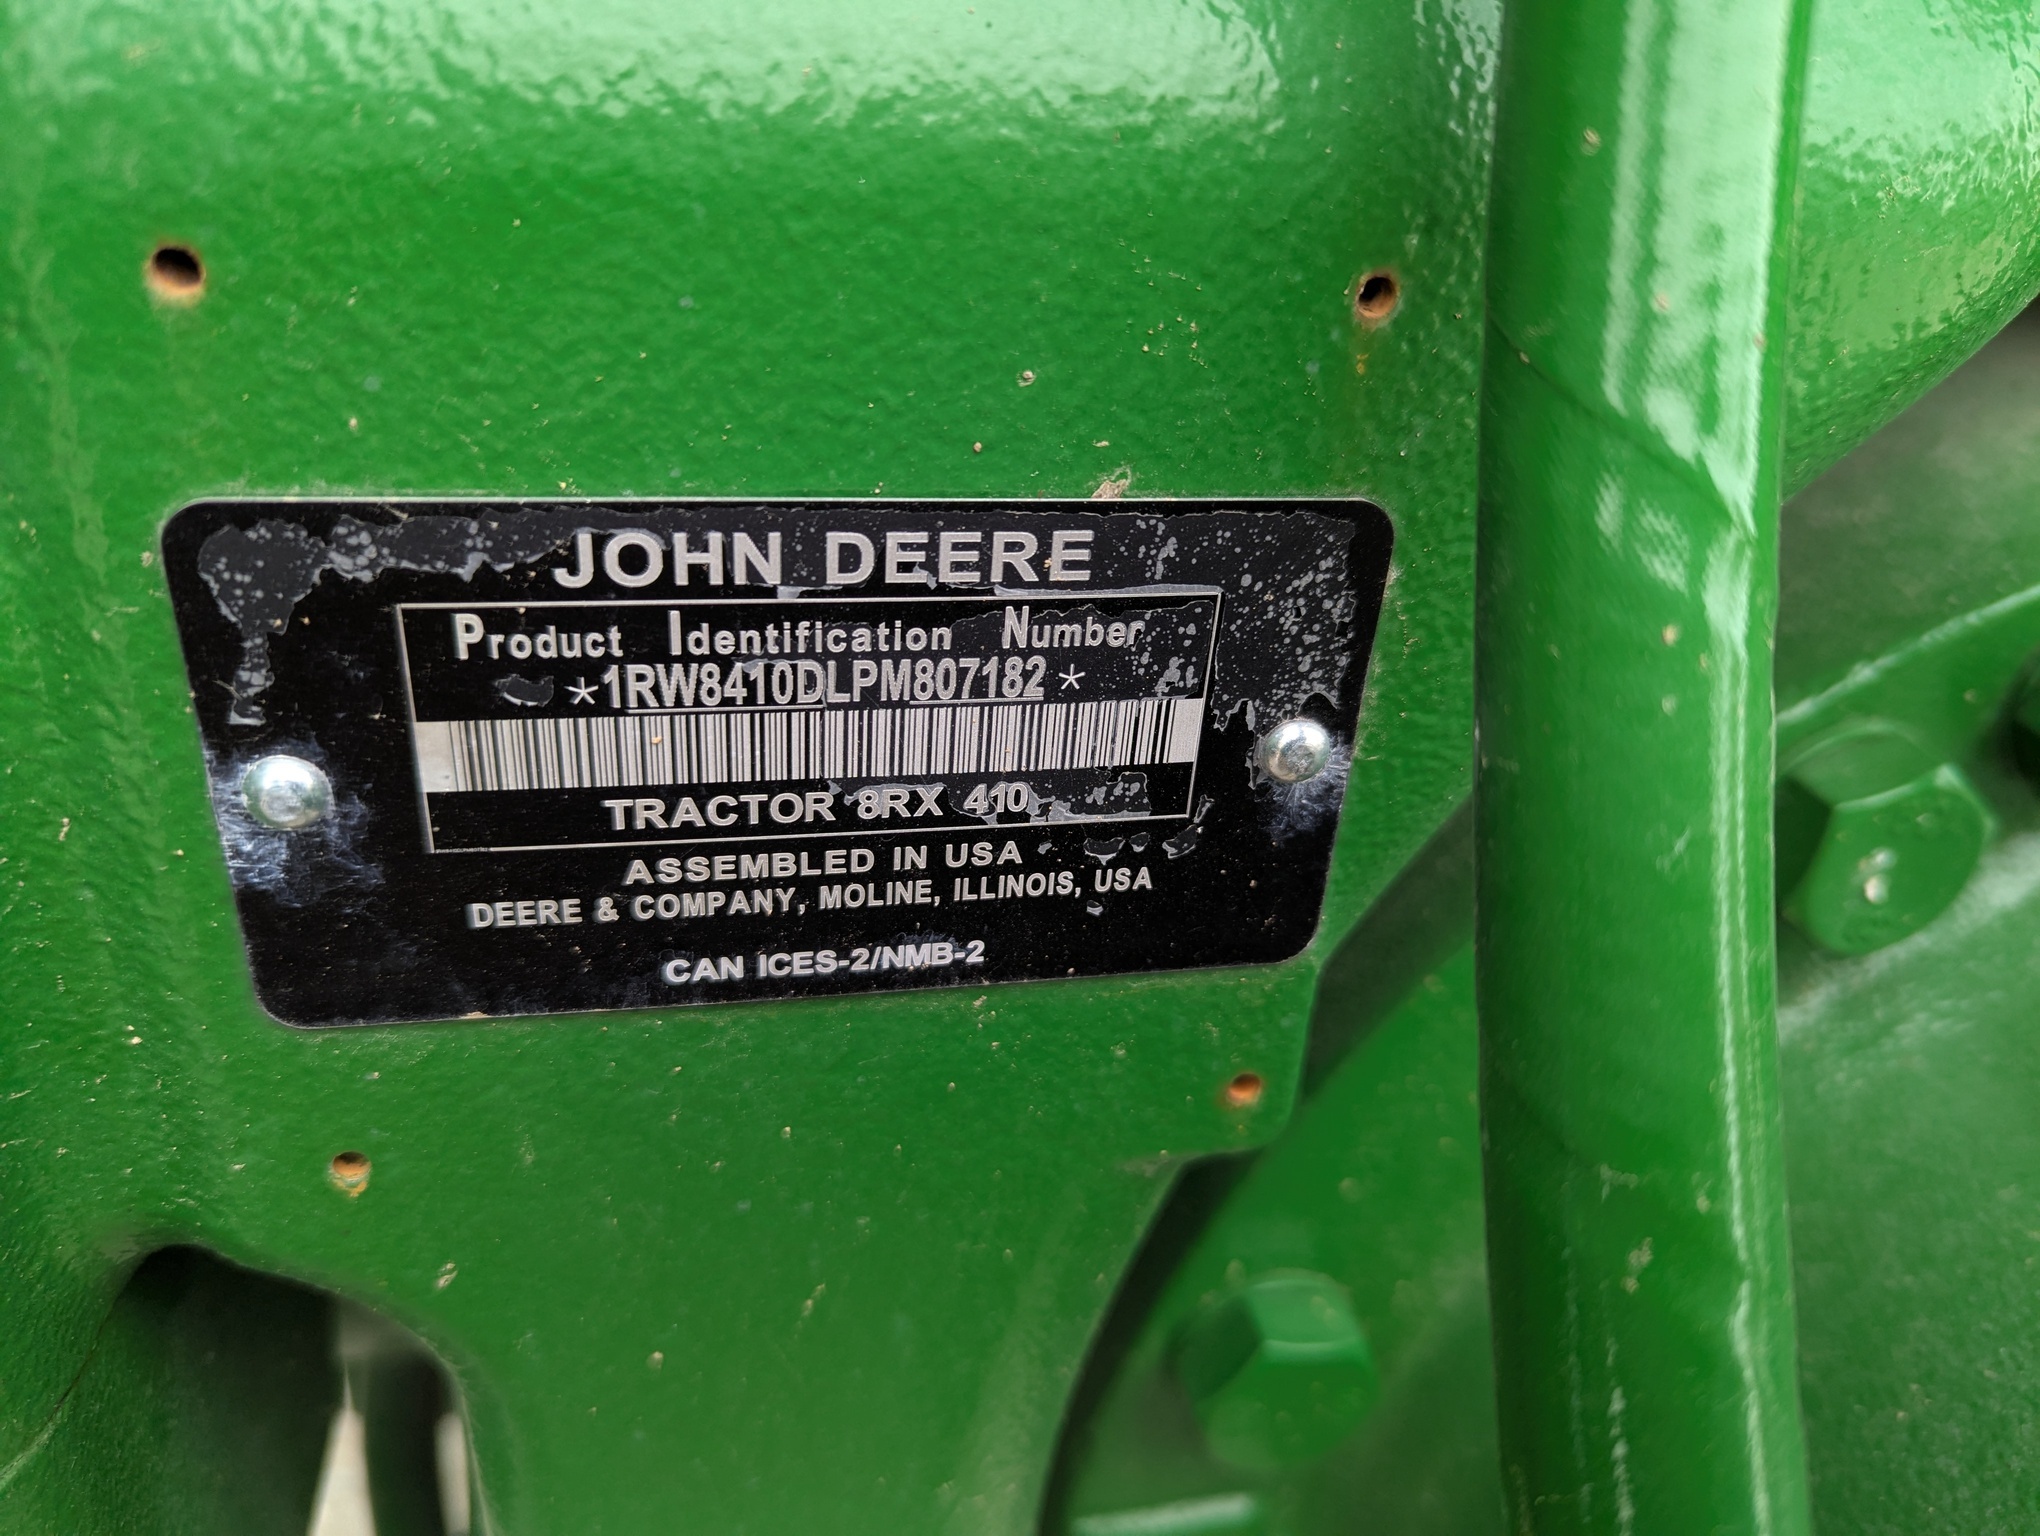 JOHN DEERE
Product Identification Number
*1RW8410DLPM807182*
TRACTOR 8RX 410
ASSEMBLED IN USA
DEERE & COMPANY, MOLINE, ILLINOIS, USA
CAN ICES-2/NMB-2